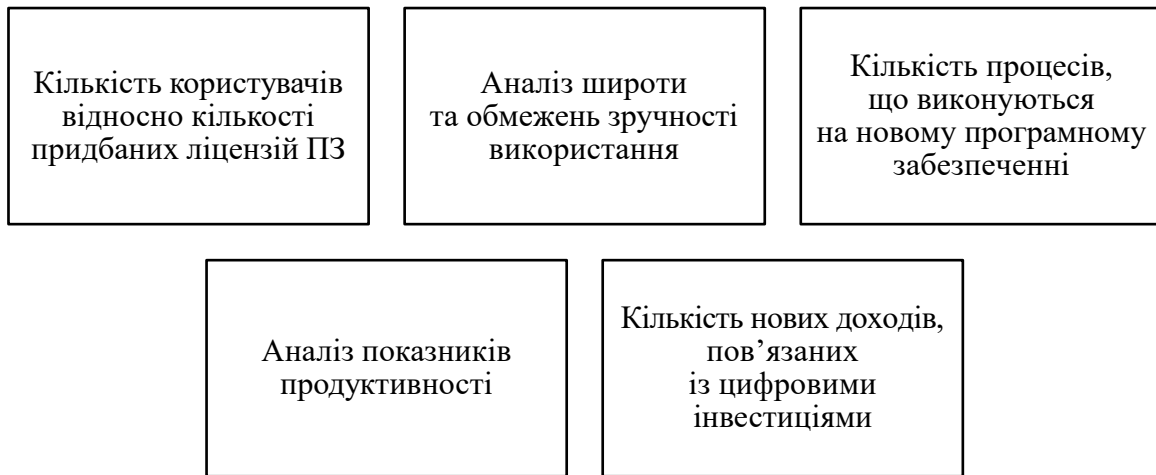 Кількість користувачів
відносно кількості
придбаних ліцензій ПЗ
Аналіз широти
та обмежень зручності
використання
Кількість процесів,
що виконуються
на новому програмному
забезпеченні
Аналіз показників
продуктивності
Кількість нових доходів,
пов’язаних
із цифровими
інвестиціями